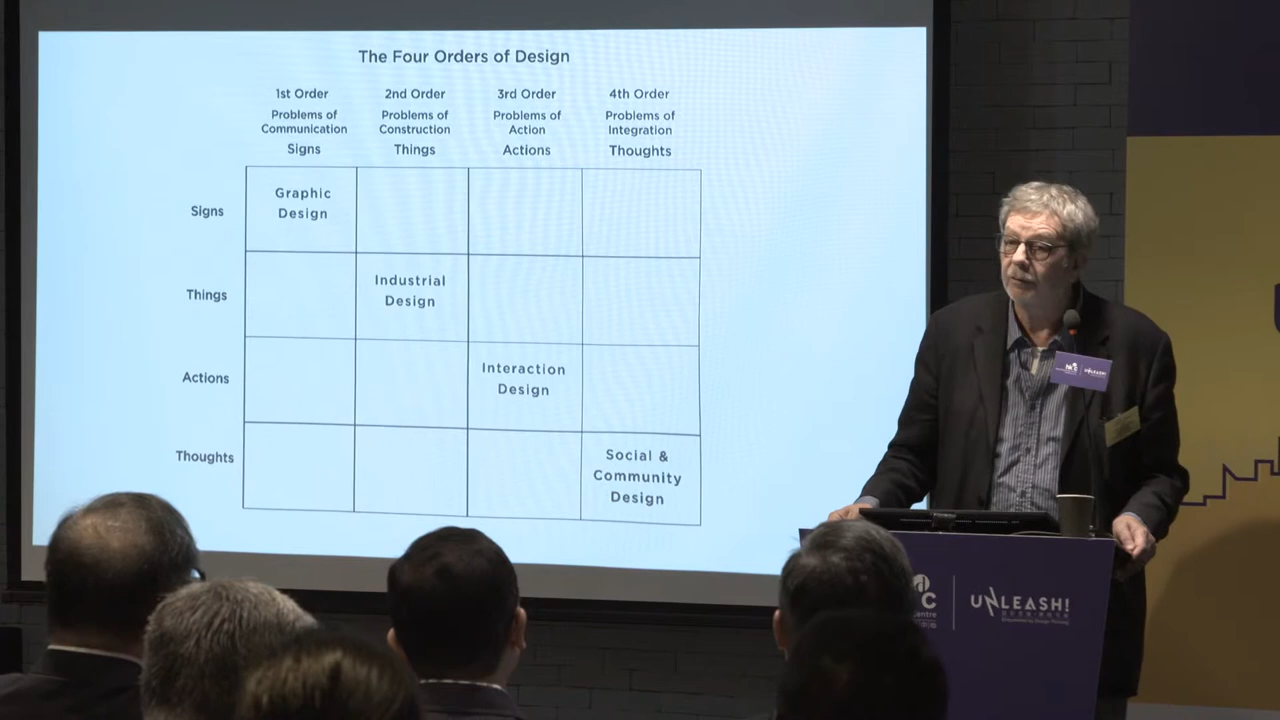 The Four Orders of Design
1st Order
2nd Order
3rd Order
4th Order
Problems of
Communication
Problems of
Construction
Problems of
Action
Problems of
Integration
Signs
Things
Actions
Thoughts
Signs
Graphic
Design
Things
Industrial
Design
Actions
Interaction
Design
Thoughts
Social &
Community
Design
UNLEASH!
UNLEASH!